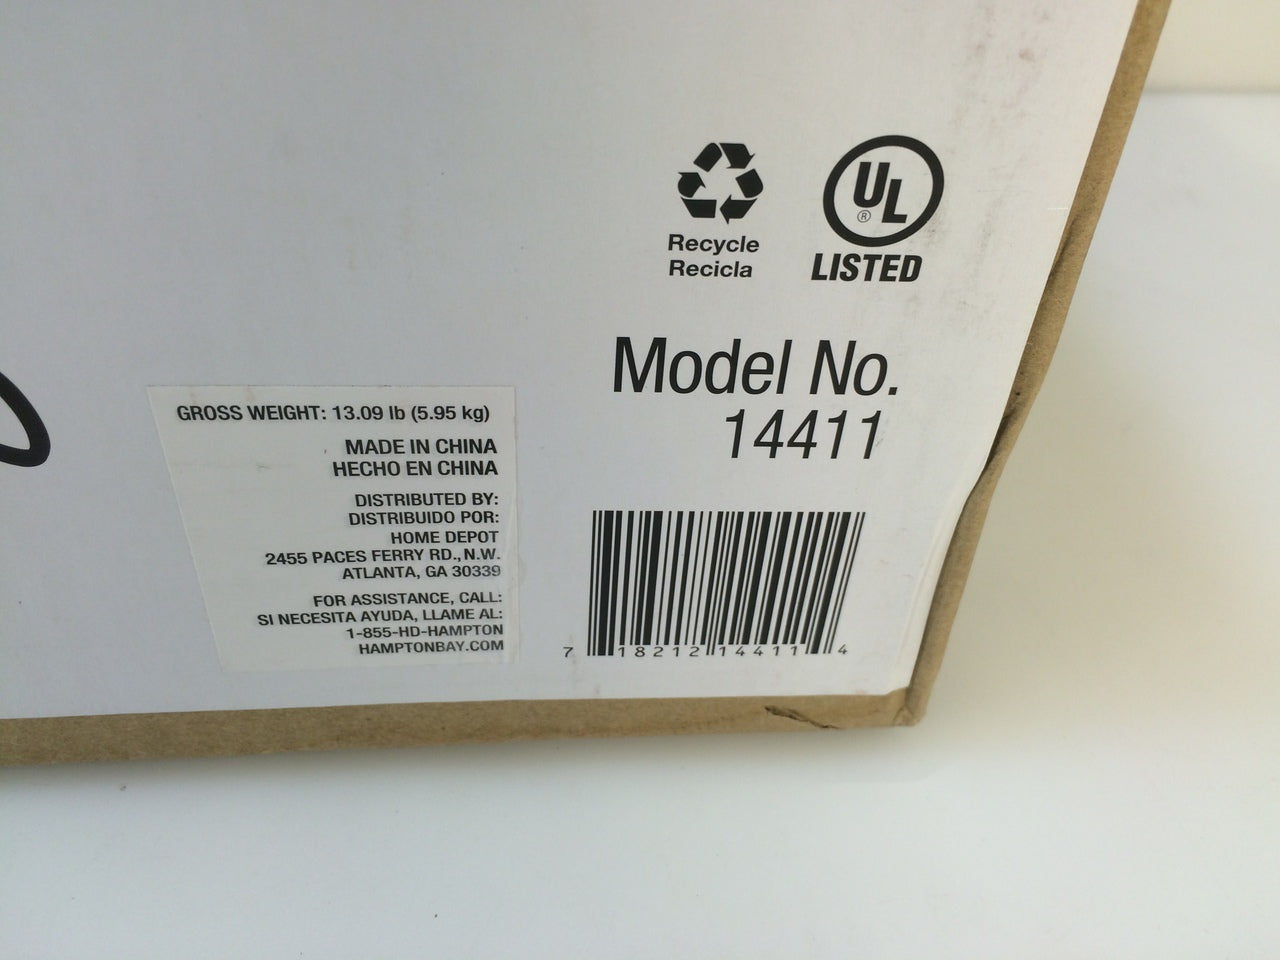 Recycle
Recicla
UL
®
LISTED
Model No.
14411
GROSS WEIGHT: 13.09 lb (5.95 kg)
MADE IN CHINA
HECHO EN CHINA
DISTRIBUTED BY:
DISTRIBUIDO POR:
HOME DEPOT
2455 PACES FERRY RD., N.W.
ATLANTA, GA 30339
FOR ASSISTANCE, CALL:
SI NECESITA AYUDA, LLAME AL:
1-855-HD-HAMPTON
HAMPTONBAY.COM
7 18212 14411 4